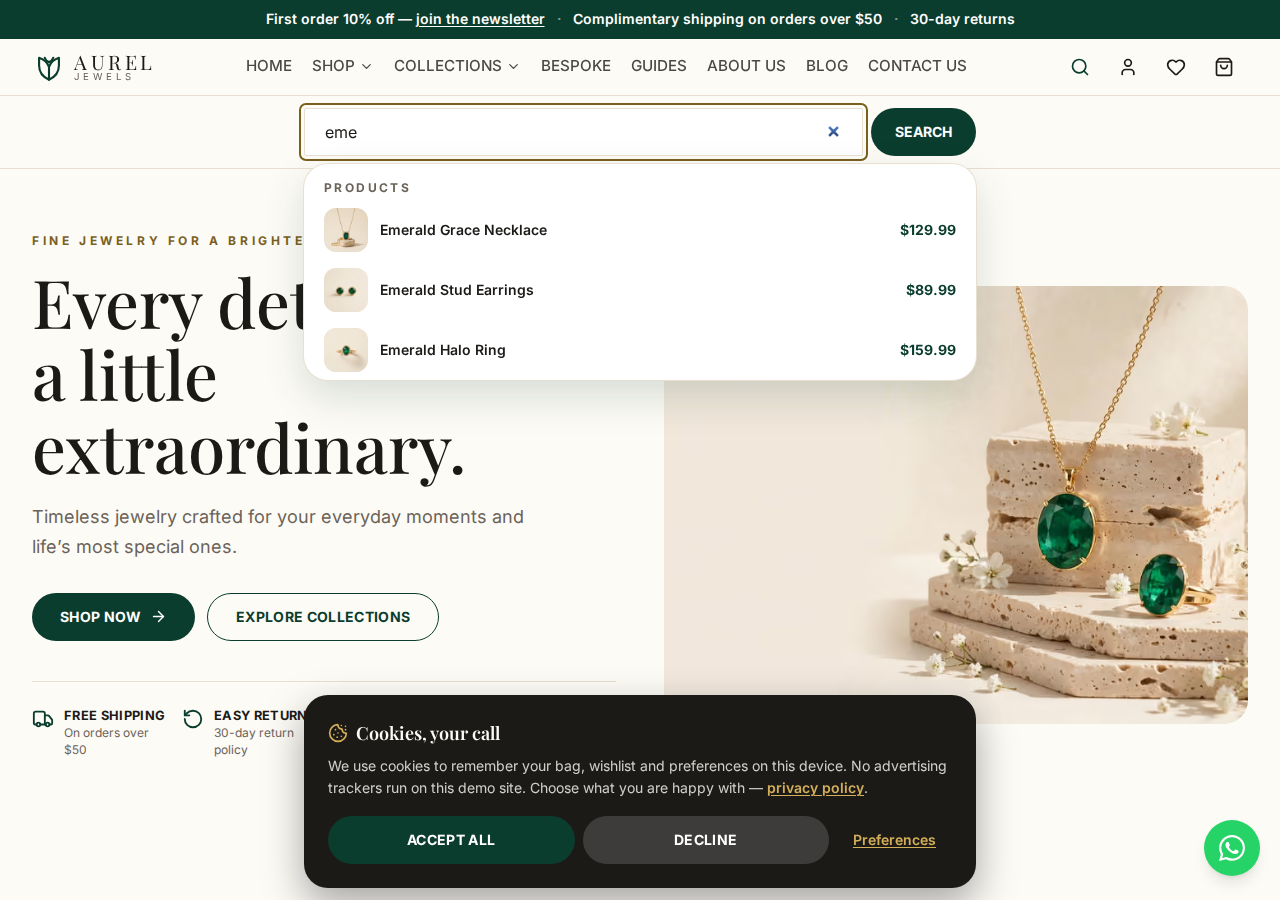 First order 10% off — join the newsletter · Complimentary shipping on orders over $50 · 30-day returns
AUREL
JEWELS
HOME SHOP COLLECTIONS BESPOKE GUIDES ABOUT US BLOG CONTACT US
eme
SEARCH
PRODUCTS
Emerald Grace Necklace $129.99
Emerald Stud Earrings $89.99
Emerald Halo Ring $159.99
FINE JEWELRY FOR A BRIGHTE
Every det
a little
extraordinary.
Timeless jewelry crafted for your everyday moments and
life’s most special ones.
SHOP NOW
EXPLORE COLLECTIONS
FREE SHIPPING
On orders over
$50
EASY RETURN
30-day return
policy
Cookies, your call
We use cookies to remember your bag, wishlist and preferences on this device. No advertising
trackers run on this demo site. Choose what you are happy with — privacy policy.
ACCEPT ALL
DECLINE
Preferences